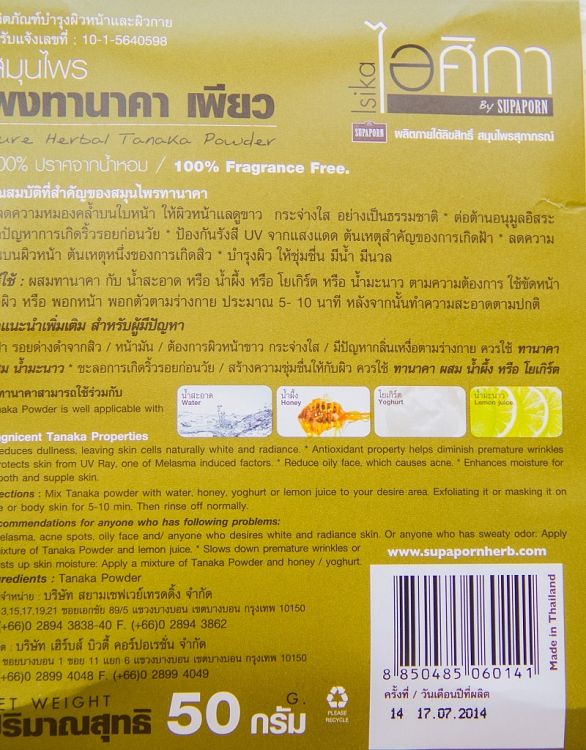 ลิตภัณฑ์บำรุงผิวหน้าและผิวกาย
รับแจ้งเลขที่ : 10-1-5640598
สมุนไพร
ผงทานาคา เพียว
ure Herbal Tanaka Powder
100% ปราศจากน้ำหอม / 100% Fragrance Free.
Isika ไอศิกา
By SUPAPORN
SUPAPORN ผลิตภายใต้ลิขสิทธิ์ สมุนไพรสุภาภรณ์
คุณสมบัติที่สำคัญของสมุนไพรทานาคา
ลดความหมองคล้ำบนใบหน้า ให้ผิวหน้าแลดูขาว กระจ่างใส อย่างเป็นธรรมชาติ * ต่อต้านอนุมูลอิสระ
ปัญหาการเกิดริ้วรอยก่อนวัย * ป้องกันรังสี UV จากแสงแดด ต้นเหตุสำคัญของการเกิดฝ้า * ลดความ
บนผิวหน้า ต้นเหตุหนึ่งของการเกิดสิว * บำรุงผิว ให้ชุ่มชื่น มีน้ำ มีนวล
ใช้ : ผสมทานาคา กับ น้ำสะอาด หรือ น้ำผึ้ง หรือ โยเกิร์ต หรือ น้ำมะนาว ตามความต้องการ ใช้ขัดหน้า
ผิว หรือ พอกหน้า พอกตัวตามร่างกาย ประมาณ 5- 10 นาที หลังจากนั้นทำความสะอาดตามปกติ
แนะนำเพิ่มเติม สำหรับผู้มีปัญหา
ฝ้า รอยด่างดำจากสิว / หน้ามัน / ต้องการผิวหน้าขาว กระจ่างใส / มีปัญหากลิ่นเหงื่อตามร่างกาย ควรใช้ ทานาคา
ผสม น้ำมะนาว * ชะลอการเกิดริ้วรอยก่อนวัย / สร้างความชุ่มชื่นให้กับผิว ควรใช้ ทานาคา ผสม น้ำผึ้ง หรือ โยเกิร์ต
ทานาคาสามารถใช้ร่วมกับ
naka Powder is well applicable with
น้ำสะอาด น้ำผึ้ง โยเกิร์ต น้ำมะนาว
Water Honey Yoghurt Lemon juice
agnicent Tanaka Properties
educes dullness, leaving skin cells naturally white and radiance. * Antioxidant property helps diminish premature wrinkles
rotects skin from UV Ray, one of Melasma induced factors. * Reduce oily face, which causes acne. * Enhances moisture for
ooth and supple skin.
ections : Mix Tanaka powder with water, honey, yoghurt or lemon juice to your desire area. Exfoliating it or masking it on
e or body skin for 5-10 min. Then rinse off normally.
commendations for anyone who has following problems:
elasma, acne spots, oily face and/ anyone who desires white and radiance skin. Or anyone who has sweaty odor: Apply
ixture of Tanaka Powder and lemon juice. * Slows down premature wrinkles or
sts up skin moisture: Apply a mixture of Tanaka Powder and honey / yoghurt.
www.supapornherb.com
gredients : Tanaka Powder
จำหน่าย : บริษัท สยามเชฟเว่ย์เทรดดิ้ง จำกัด
3,15,17,19,21 ซอยเอกชัย 89/5 แขวงบางบอน เขตบางบอน กรุงเทพ 10150
(+66)0 2894 3838-40 F. (+66)0 2894 3862
: บริษัท เฮิร์บส์ บิวตี้ คอร์ปอเรชั่น จำกัด
ซอยบางบอน 1 ซอย 11 แยก 6 แขวงบางบอน เขตบางบอน กรุงเทพ 10150
(+66)0 2899 4048 F. (+66)0 2899 4049
ET WEIGHT
ปริมาณสุทธิ 50 กรัม G.
PLEASE
RECYCLE
Made in Thailand
8 850485 060141
ครั้งที่ / วันเดือนปีที่ผลิต
14 17.07.2014